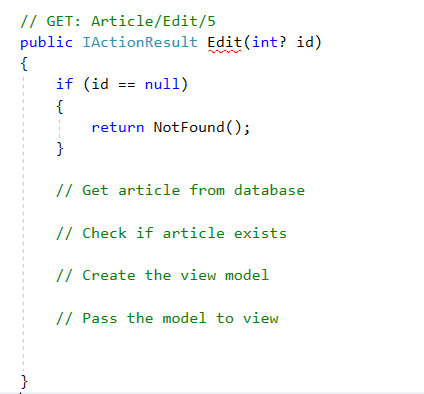 // GET: Article/Edit/5
public IActionResult Edit(int? id)
{
if (id == null)
{
return NotFound();
}
// Get article from database
// Check if article exists
// Create the view model
// Pass the model to view
}